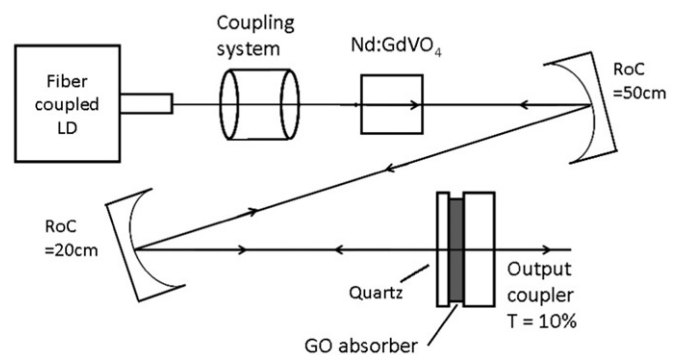 Coupling
system
Nd:GdVO₄
Fiber
coupled
LD
RoC
=50cm
RoC
=20cm
Quartz
Output
coupler
T = 10%
GO absorber